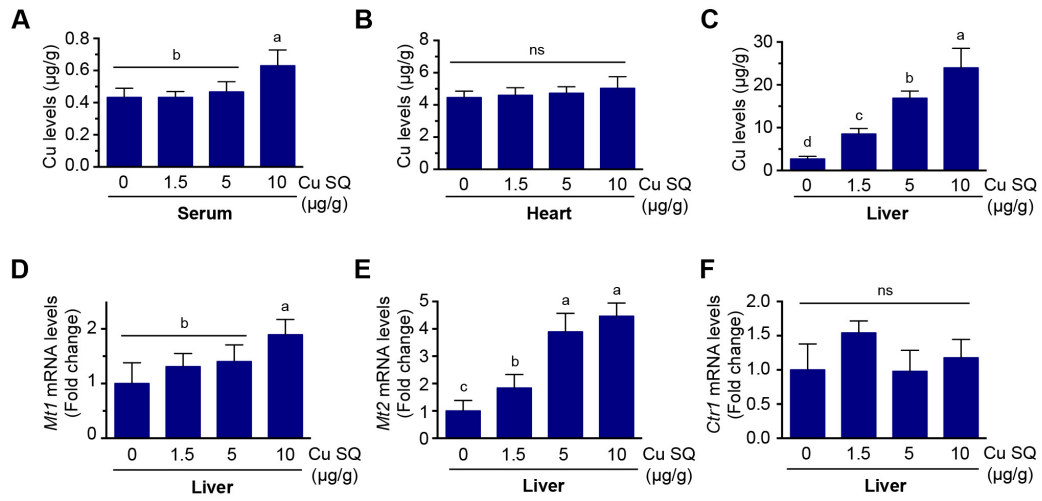 A
Cu levels (µg/g)
0.8
0.6
0.4
0.2
0.0
b
a
0 1.5 5 10 Cu SQ
(µg/g)
Serum
B
Cu levels (µg/g)
8
6
4
2
0
ns
0 1.5 5 10 Cu SQ
(µg/g)
Heart
C
Cu levels (µg/g)
30
20
10
0
d
c
b
a
0 1.5 5 10 Cu SQ
(µg/g)
Liver
D
Mt1 mRNA levels
(Fold change)
2
1
0
b
a
0 1.5 5 10 Cu SQ
(µg/g)
Liver
E
Mt2 mRNA levels
(Fold change)
5
4
3
2
1
0
c
b
a
a
0 1.5 5 10 Cu SQ
(µg/g)
Liver
F
Ctr1 mRNA levels
(Fold change)
2.0
1.5
1.0
0.5
0.0
ns
0 1.5 5 10 Cu SQ
(µg/g)
Liver